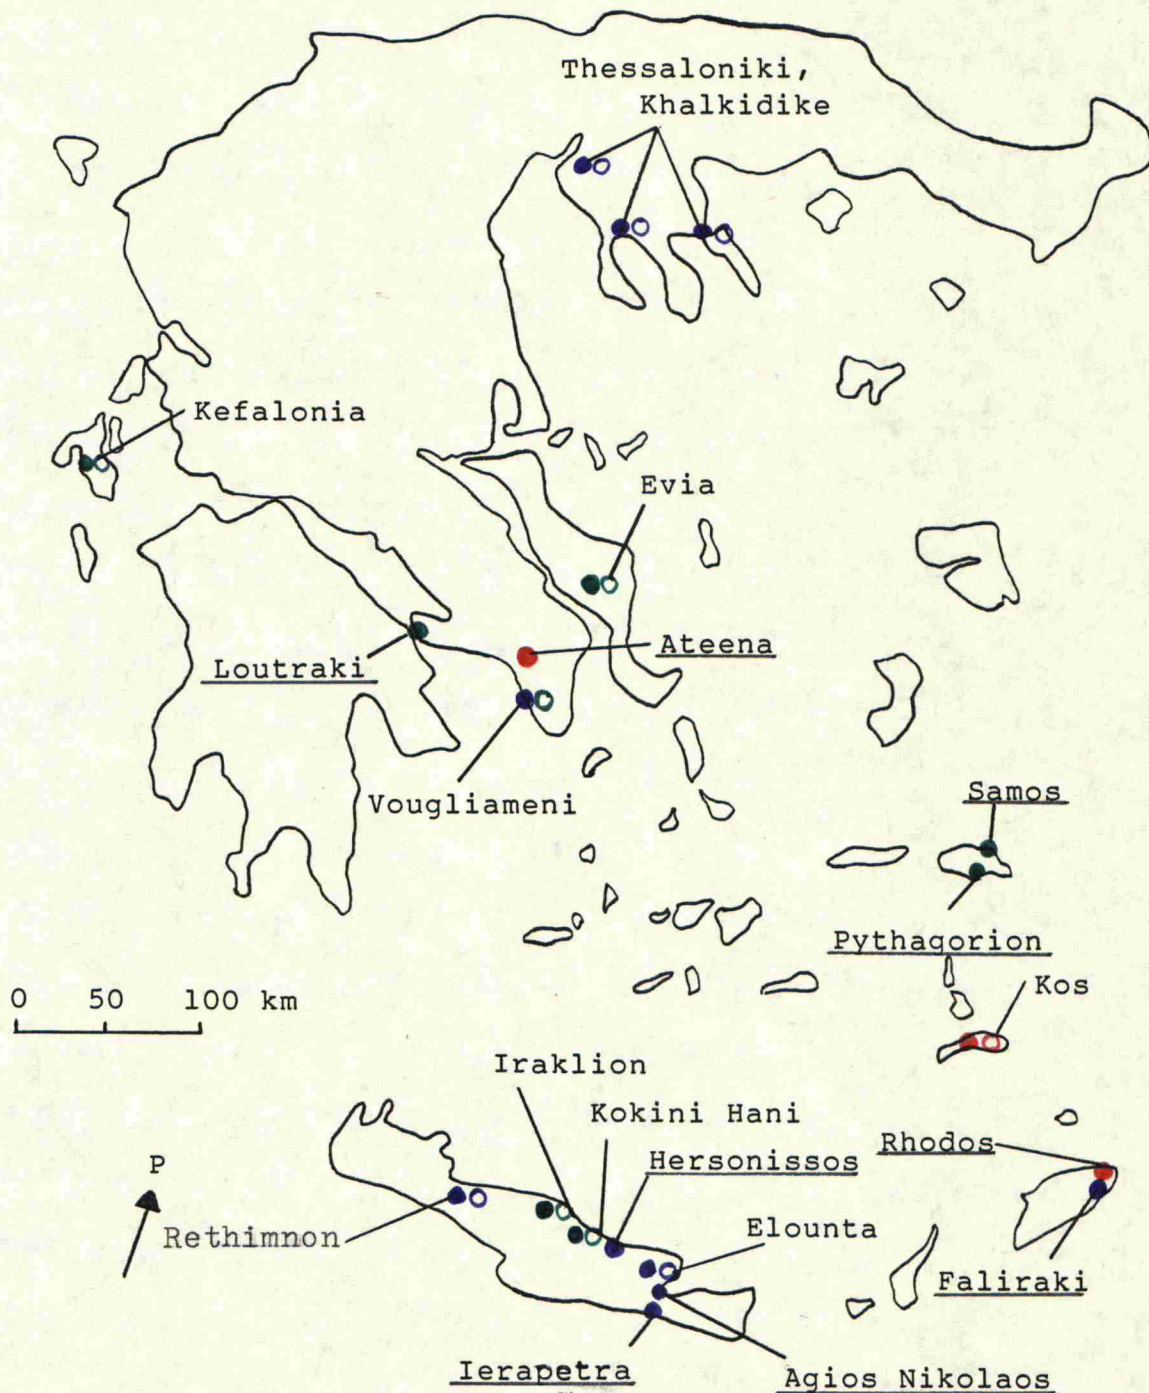 Thessaloniki,
Khalkidike
Kefalonia
Evia
Ateena
Loutraki
Vougliameni
Samos
Pythagorion
Kos
0 50 100 km
Iraklion
Kokini Hani
Hersonissos
Rhodos
P
Rethimnon
Elounta
Faliraki
Ierapetra
Agios Nikolaos